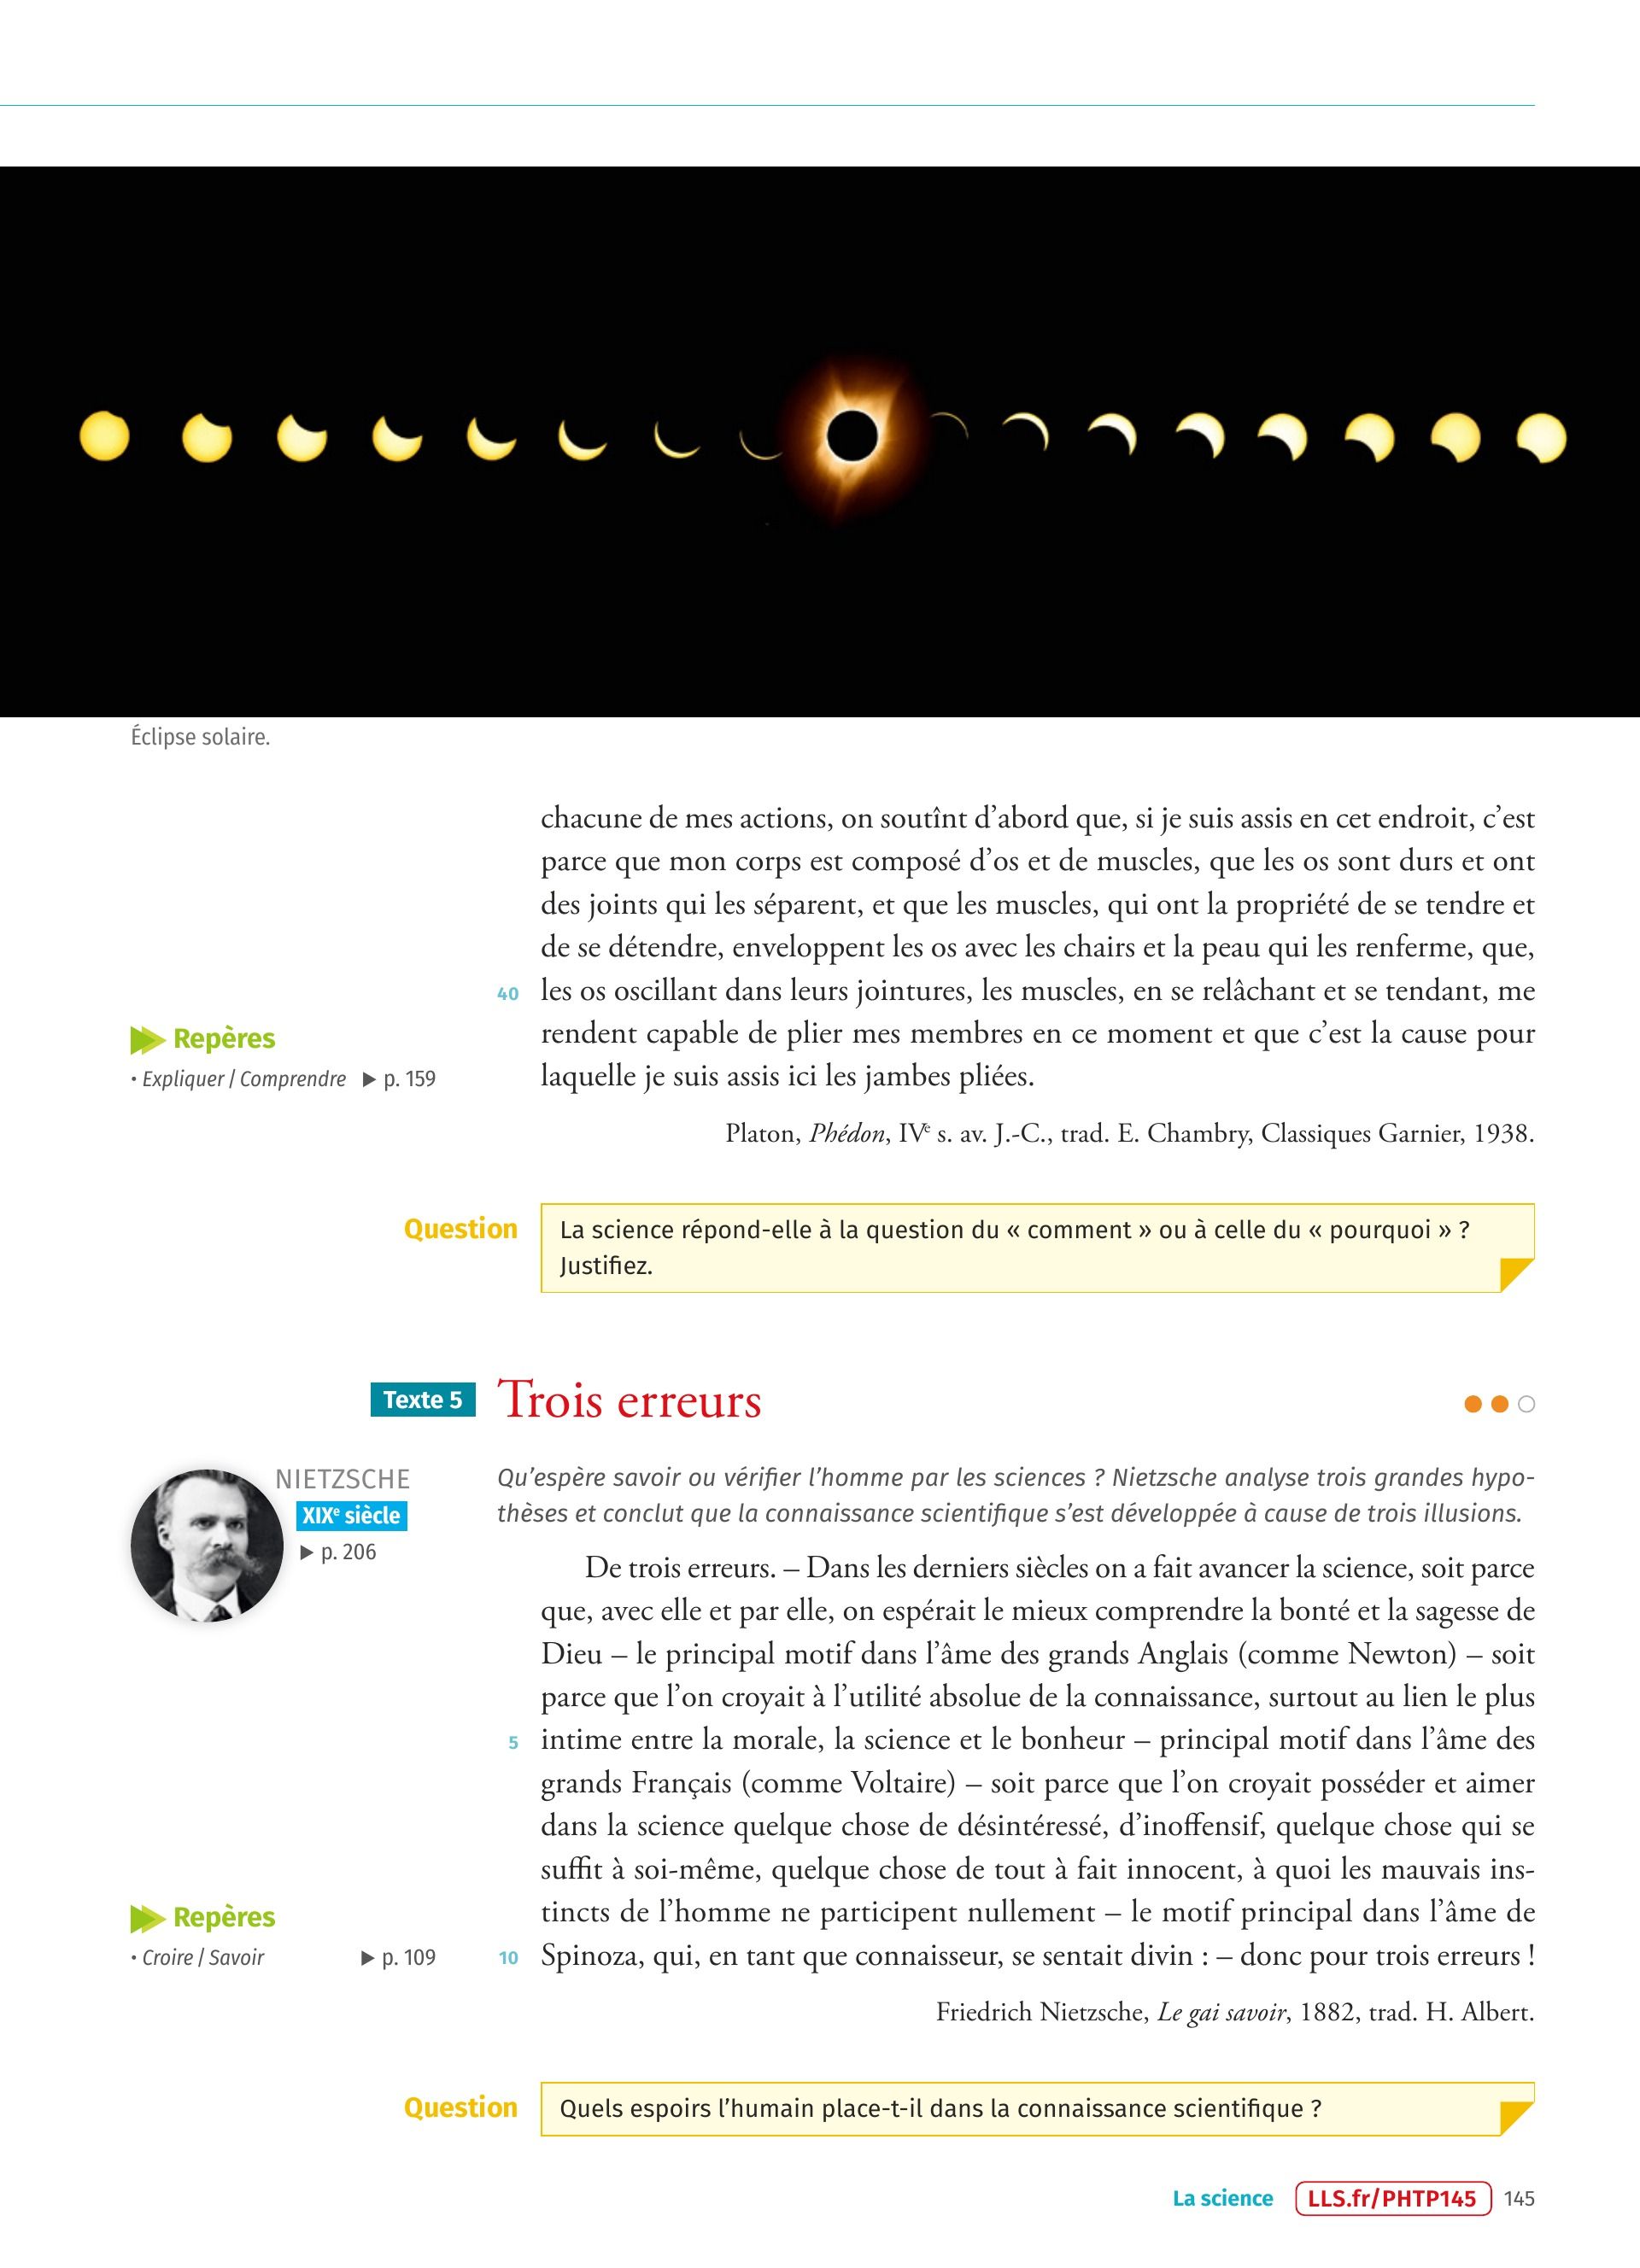 Éclipse solaire.
chacune de mes actions, on soutînt d’abord que, si je suis assis en cet endroit, c’est
parce que mon corps est composé d’os et de muscles, que les os sont durs et ont
des joints qui les séparent, et que les muscles, qui ont la propriété de se tendre et
de se détendre, enveloppent les os avec les chairs et la peau qui les renferme, que,
40 les os oscillant dans leurs jointures, les muscles, en se relâchant et se tendant, me
rendent capable de plier mes membres en ce moment et que c’est la cause pour
laquelle je suis assis ici les jambes pliées.
Repères
• Expliquer / Comprendre ▶ p. 159
Platon, Phédon, IVe s. av. J.-C., trad. E. Chambry, Classiques Garnier, 1938.
Question
La science répond-elle à la question du « comment » ou à celle du « pourquoi » ?
Justifiez.
Texte 5 Trois erreurs
NIETZSCHE
XIXe siècle
▶ p. 206
Qu’espère savoir ou vérifier l’homme par les sciences ? Nietzsche analyse trois grandes hypo-
thèses et conclut que la connaissance scientifique s’est développée à cause de trois illusions.
De trois erreurs. – Dans les derniers siècles on a fait avancer la science, soit parce
que, avec elle et par elle, on espérait le mieux comprendre la bonté et la sagesse de
Dieu – le principal motif dans l’âme des grands Anglais (comme Newton) – soit
parce que l’on croyait à l’utilité absolue de la connaissance, surtout au lien le plus
5 intime entre la morale, la science et le bonheur – principal motif dans l’âme des
grands Français (comme Voltaire) – soit parce que l’on croyait posséder et aimer
dans la science quelque chose de désintéressé, d’inoffensif, quelque chose qui se
suffit à soi-même, quelque chose de tout à fait innocent, à quoi les mauvais ins-
tincts de l’homme ne participent nullement – le motif principal dans l’âme de
10 Spinoza, qui, en tant que connaisseur, se sentait divin : – donc pour trois erreurs !
Repères
• Croire / Savoir ▶ p. 109
Friedrich Nietzsche, Le gai savoir, 1882, trad. H. Albert.
Question
Quels espoirs l’humain place-t-il dans la connaissance scientifique ?
La science LLS.fr/PHTP145 145